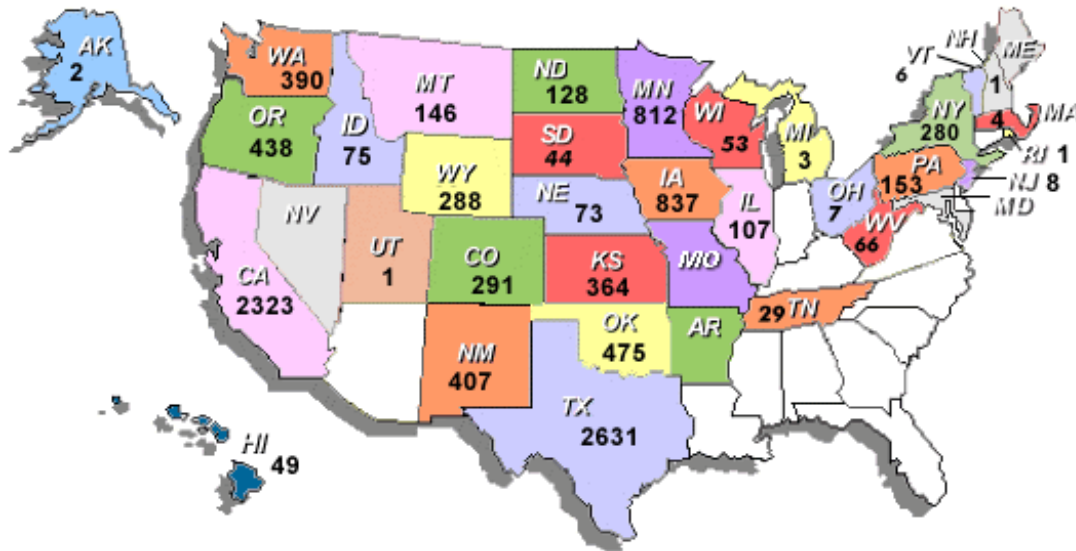 AK
2
WA
390
OR
438
CA
2323
NV
ID
75
MT
146
WY
288
UT
1
CO
291
NM
407
ND
128
SD
44
NE
73
KS
364
OK
475
TX
2631
MN
812
IA
837
MO
AR
WI
53
IL
107
MI
3
OH
7
TN
29
WV
66
PA
153
NY
280
VT
6
NH
1
ME
MA
4
RI 1
NJ 8
MD
HI
49